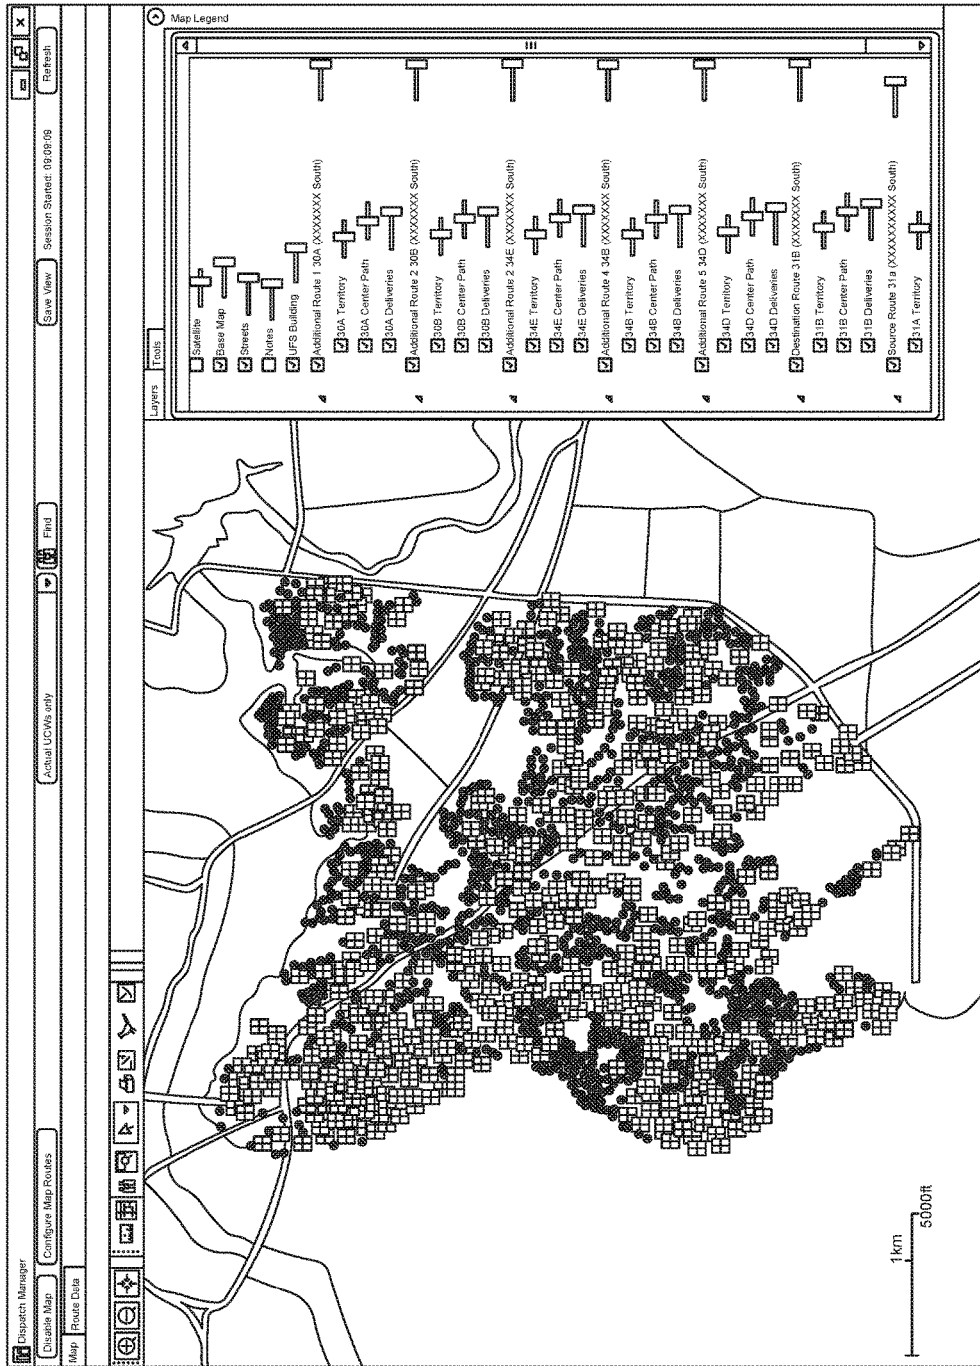 Dispatch Manager
Disable Map
Configure Map Routes
Actual UCWs only
Find
Save View
Session Started: 09:09:09
Refresh
Map
Route Data
Map Legend
Layers
Tools
Satellite
Base Map
Streets
Notes
UFS Building
Additional Route 1 30A (XXXXXXXX South)
30A Territory
30A Center Path
30A Deliveries
Additional Route 2 30B (XXXXXXX South)
30B Territory
30B Center Path
30B Deliveries
Additional Route 2 34E (XXXXXXX South)
34E Territory
34E Center Path
34E Deliveries
Additional Route 4 34B (XXXXXXX South)
34B Territory
34B Center Path
34B Deliveries
Additional Route 5 34D (XXXXXXX South)
34D Territory
34D Center Path
34D Deliveries
Destination Route 31B (XXXXXXX South)
31B Territory
31B Center Path
31B Deliveries
Source Route 31a (XXXXXXXXXX South)
31A Territory
1km
5000ft